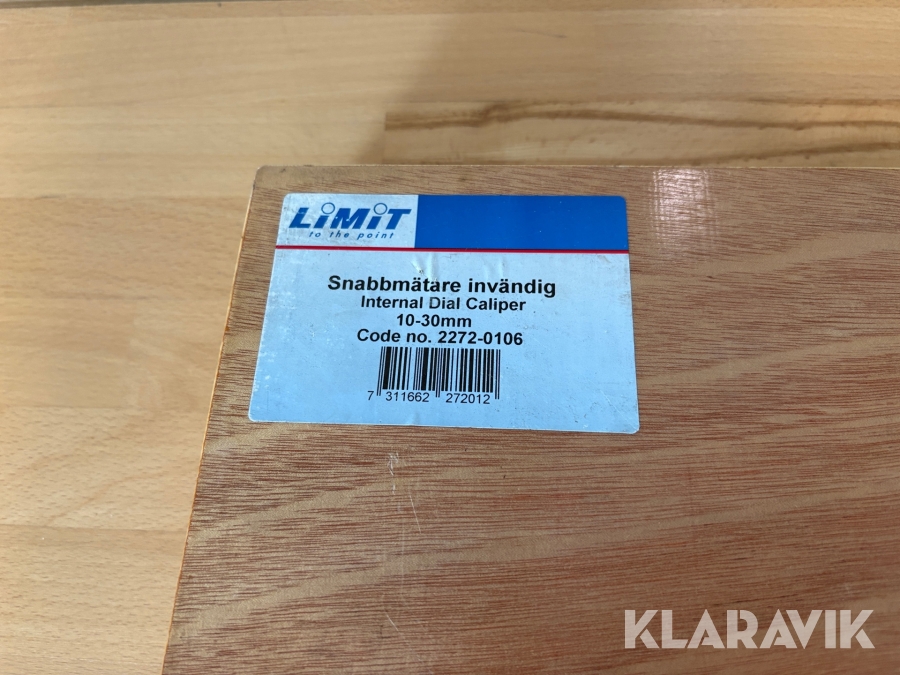 LiMiT
to the point
Snabbmätare invändig
Internal Dial Caliper
10-30mm
Code no. 2272-0106
7 311662 272012
KLARAVIK